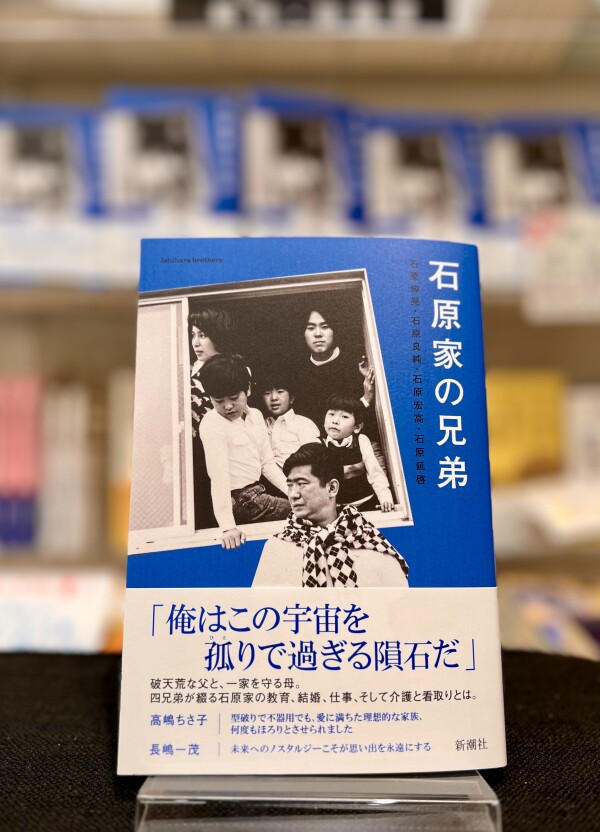 Ishihara brothers
石原家の兄弟
石原伸晃・石原良純・石原宏高・石原延啓
「俺はこの宇宙を
孤りで過ぎる隕石だ」
破天荒な父と、一家を守る母。
四兄弟が綴る石原家の教育、結婚、仕事、そして介護と看取りとは。
高嶋ちさ子
型破りで不器用でも、愛に満ちた理想的な家族、
何度もほろりとさせられました
長嶋一茂
未来へのノスタルジーこそが思い出を永遠にする
新潮社